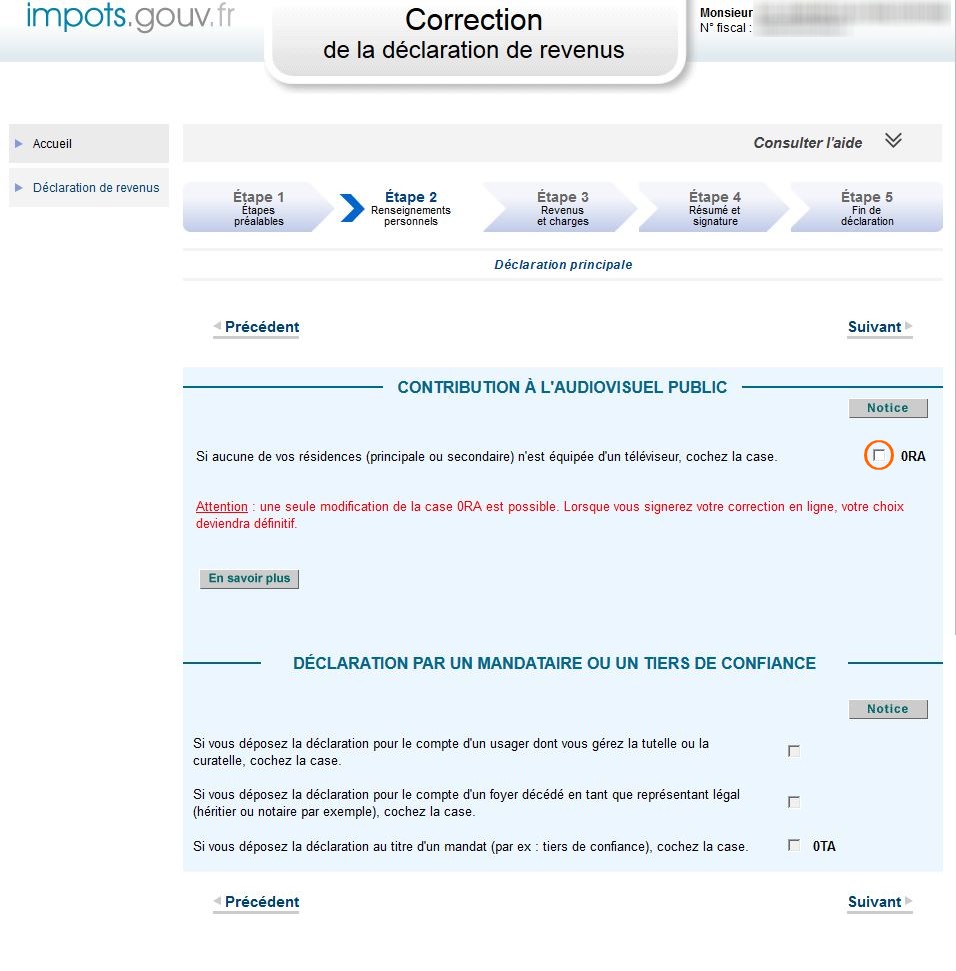 impots.gouv.fr
Correction
de la déclaration de revenus
Monsieur
N° fiscal :
Accueil
Déclaration de revenus
Consulter l'aide
Étape 1
Étapes
préalables
Étape 2
Renseignements
personnels
Étape 3
Revenus
et charges
Étape 4
Résumé et
signature
Étape 5
Fin de
déclaration
Déclaration principale
Précédent
Suivant
CONTRIBUTION À L'AUDIOVISUEL PUBLIC
Notice
Si aucune de vos résidences (principale ou secondaire) n'est équipée d'un téléviseur, cochez la case.
0RA
Attention : une seule modification de la case 0RA est possible. Lorsque vous signerez votre correction en ligne, votre choix
deviendra définitif.
En savoir plus
DÉCLARATION PAR UN MANDATAIRE OU UN TIERS DE CONFIANCE
Notice
Si vous déposez la déclaration pour le compte d'un usager dont vous gérez la tutelle ou la
curatelle, cochez la case.
Si vous déposez la déclaration pour le compte d'un foyer décédé en tant que représentant légal
(héritier ou notaire par exemple), cochez la case.
Si vous déposez la déclaration au titre d'un mandat (par ex : tiers de confiance), cochez la case.
0TA
Précédent
Suivant